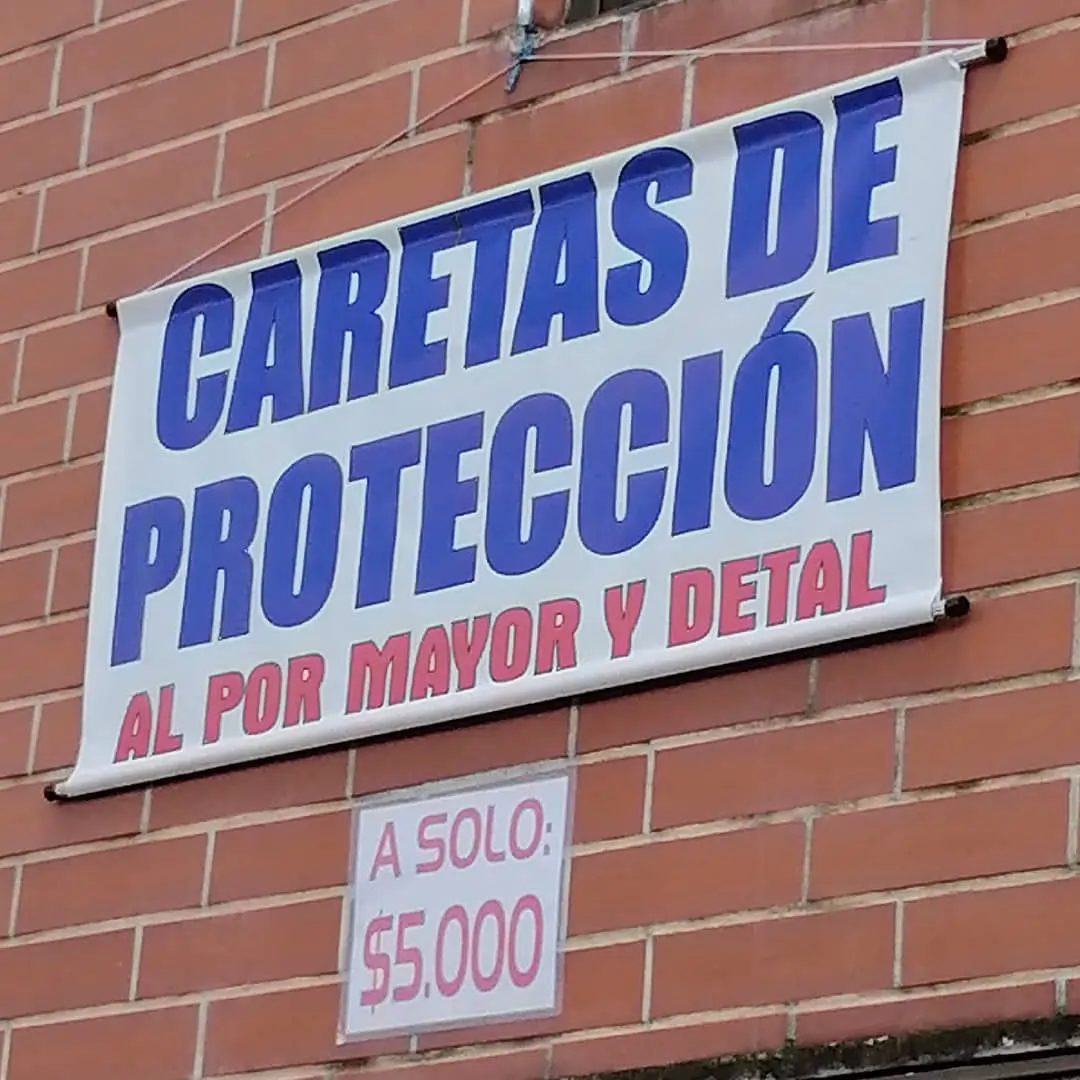 CARETAS DE
PROTECCIÓN
AL POR MAYOR Y DETAL
A SOLO:
$5.000